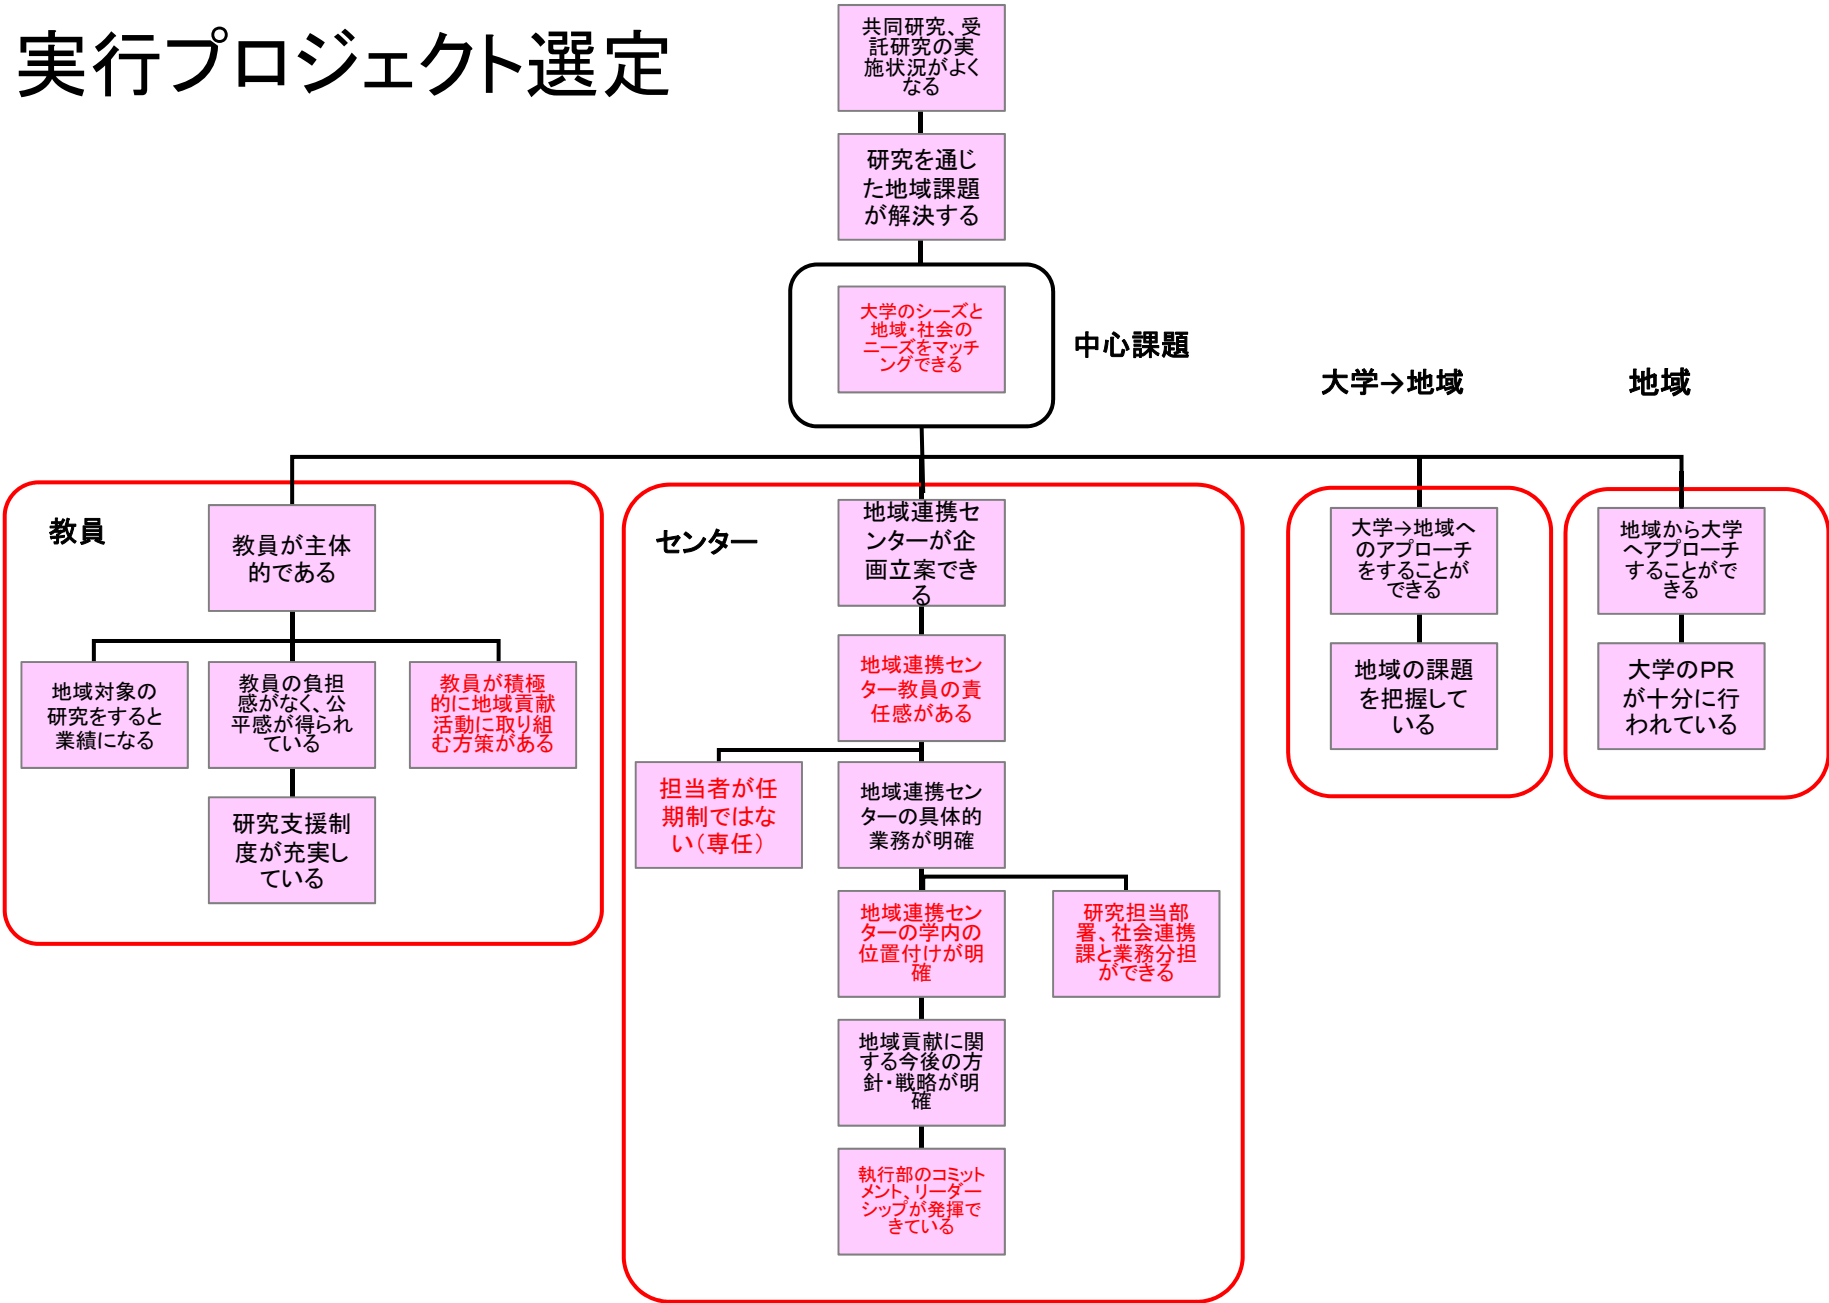 実行プロジェクト選定
共同研究、受
託研究の実
施状況がよく
なる
研究を通じ
た地域課題
が解決する
大学のシーズと
地域・社会の
ニーズをマッチ
ングできる
中心課題
大学→地域
地域
教員
教員が主体
的である
地域対象の
研究をすると
業績になる
教員の負担
感がなく、公
平感が得られ
ている
教員が積極
的に地域貢献
活動に取り組
む方策がある
研究支援制
度が充実し
ている
センター
地域連携セ
ンターが企
画立案でき
る
地域連携セン
ター教員の責
任感がある
担当者が任
期制ではな
い（専任）
地域連携セン
ターの具体的
業務が明確
地域連携セン
ターの学内の
位置付けが明
確
研究担当部
署、社会連携
課と業務分担
ができる
地域貢献に関
する今後の方
針・戦略が明
確
執行部のコミット
メント、リーダー
シップが発揮で
きている
大学→地域へ
のアプローチ
をすることが
できる
地域の課題
を把握して
いる
地域から大学
へアプローチ
することがで
きる
大学のＰＲ
が十分に行
われている